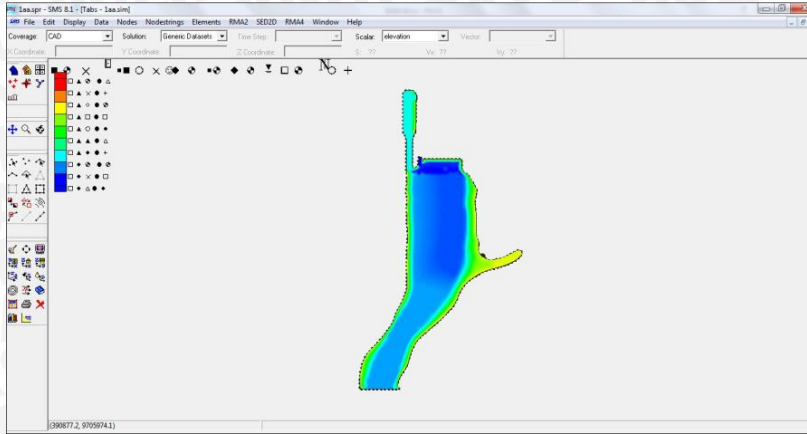 1aa.spr - SMS 8.1 - [Tabs - 1aa.sim]
File Edit Display Data Nodes Nodestrings Elements RMA2 SED2D RMA4 Window Help
Coverage: CAD Solution: Generic Datasets Time Step: Scalar: elevation Vector:
X Coordinate: Y Coordinate: Z Coordinate: S: ?? Vx: ?? Vy: ??
N
(390877.2, 9705974.1)